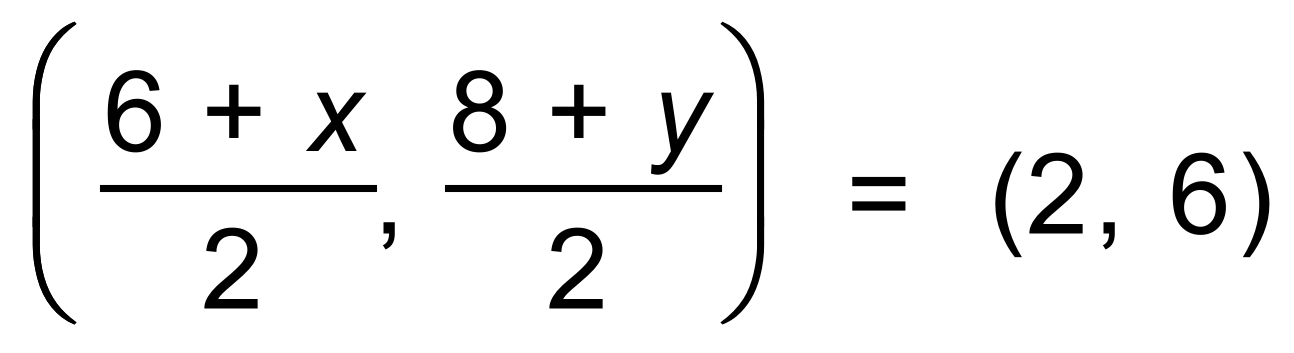 (6 + x / 2, 8 + y / 2) = (2, 6)